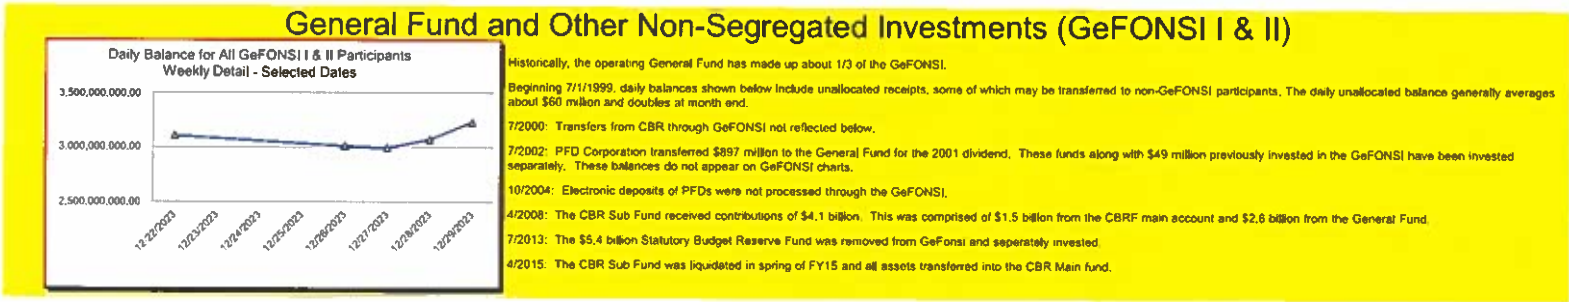 General Fund and Other Non-Segregated Investments (GeFONSI I & II)
Daily Balance for All GeFONSI I & II Participants
Weekly Detail - Selected Dates
3,500,000,000.00
3,000,000,000.00
2,500,000,000.00
12/22/2023
12/23/2023
12/24/2023
12/25/2023
12/26/2023
12/27/2023
12/28/2023
12/29/2023
Historically, the operating General Fund has made up about 1/3 of the GeFONSI.
Beginning 7/1/1999, daily balances shown below include unallocated receipts, some of which may be transferred to non-GeFONSI participants. The daily unallocated balance generally averages
about $60 million and doubles at month end.
7/2000: Transfers from CBR through GeFONSI not reflected below.
7/2002: PFD Corporation transferred $897 million to the General Fund for the 2001 dividend. These funds along with $49 million previously invested in the GeFONSI have been invested
separately. These balances do not appear on GeFONSI charts.
10/2004: Electronic deposits of PFDs were not processed through the GeFONSI.
4/2008: The CBR Sub Fund received contributions of $4.1 billion. This was comprised of $1.5 billion from the CBRF main account and $2.6 billion from the General Fund.
7/2013: The $5.4 billion Statutory Budget Reserve Fund was removed from GeFonsi and seperately invested.
4/2015: The CBR Sub Fund was liquidated in spring of FY15 and all assets transferred into the CBR Main fund.